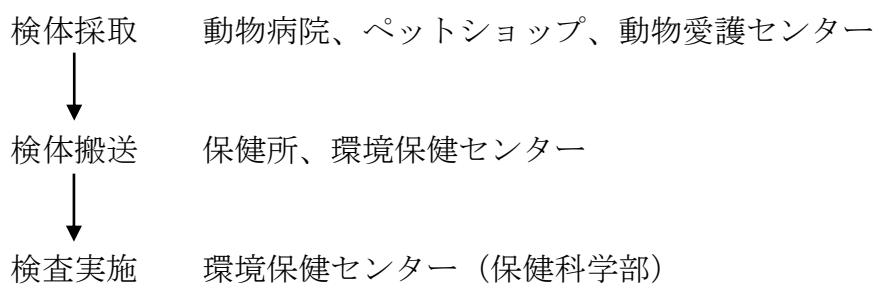 検体採取　動物病院、ペットショップ、動物愛護センター
検体搬送　保健所、環境保健センター
検査実施　環境保健センター（保健科学部）